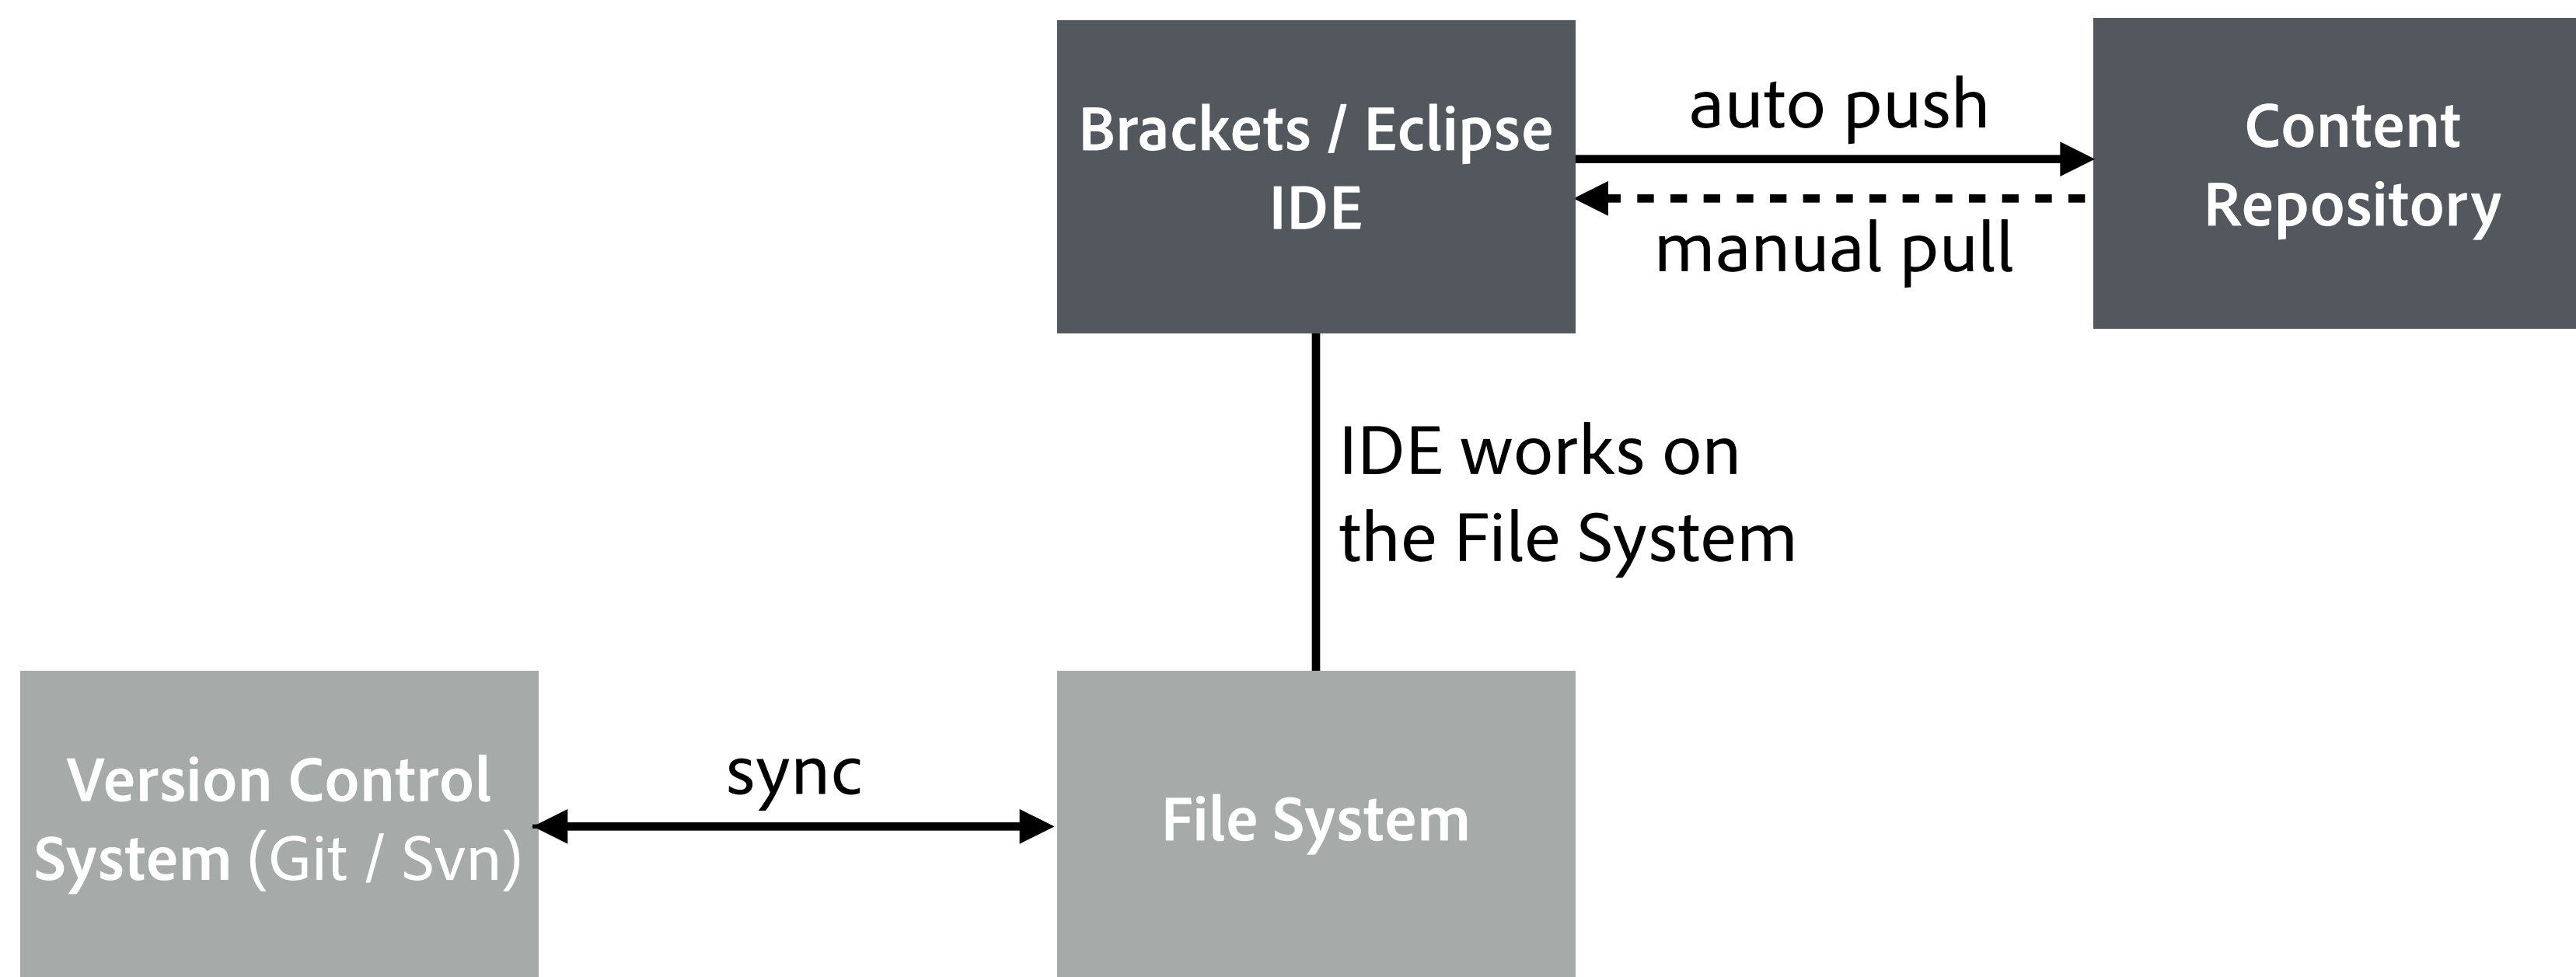 Brackets / Eclipse
IDE
auto push
manual pull
Content
Repository
IDE works on
the File System
Version Control
System (Git / Svn)
sync
File System